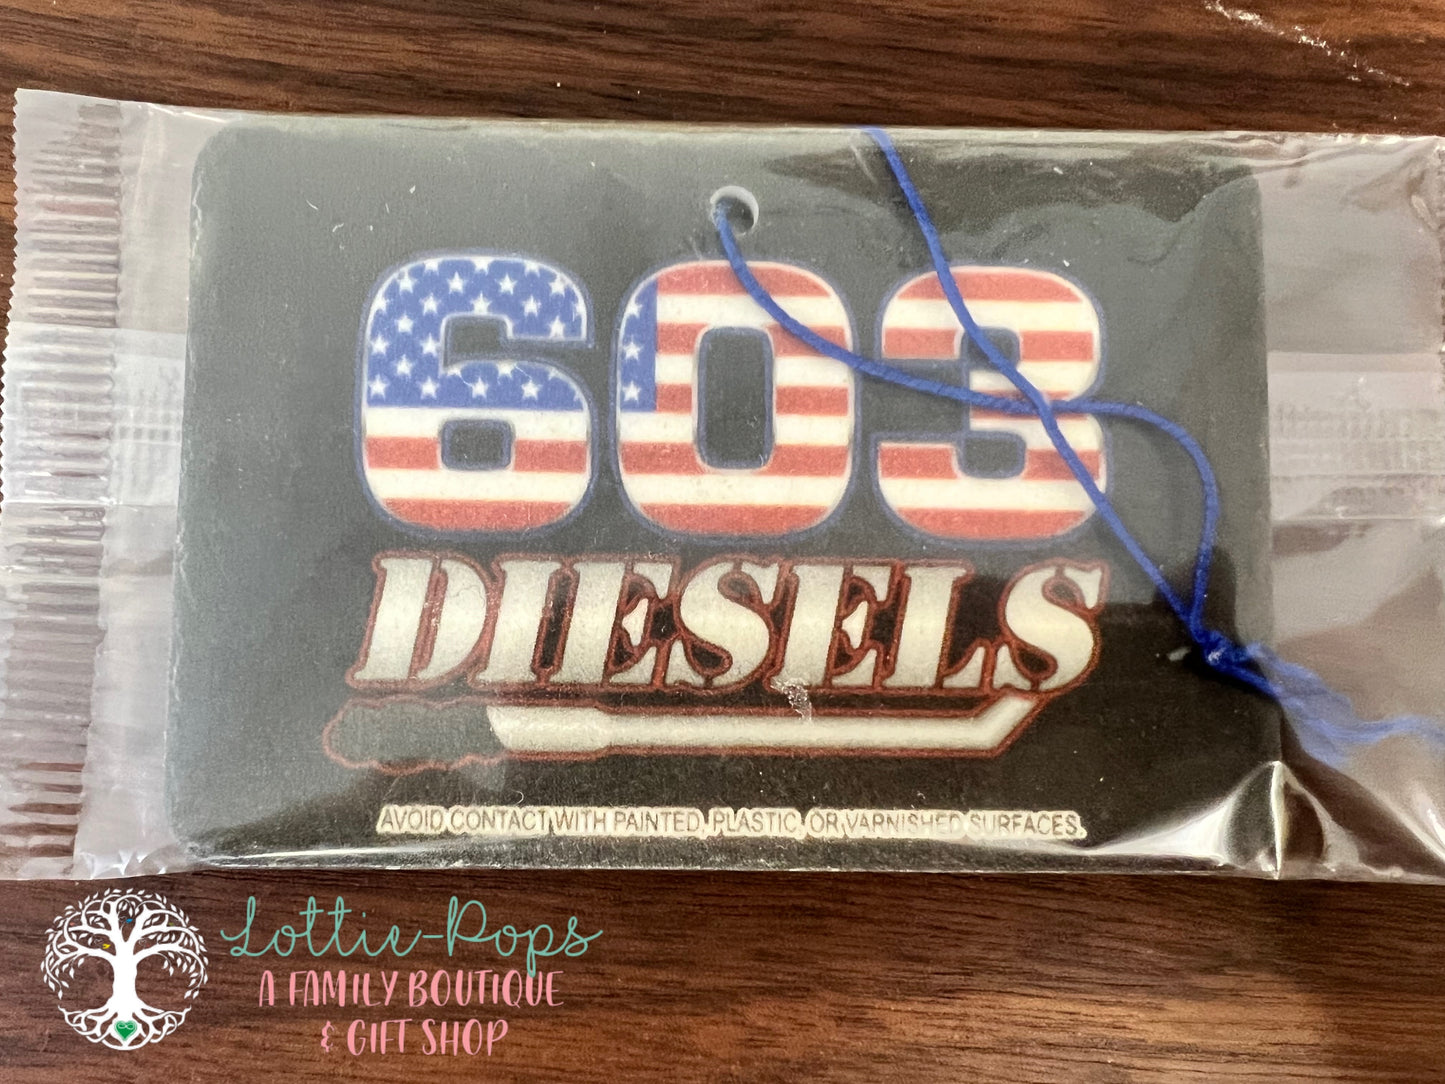 603
DIESELS
AVOID CONTACT WITH PAINTED, PLASTIC, OR VARNISHED SURFACES.
Lottie-Pops
A FAMILY BOUTIQUE
& GIFT SHOP